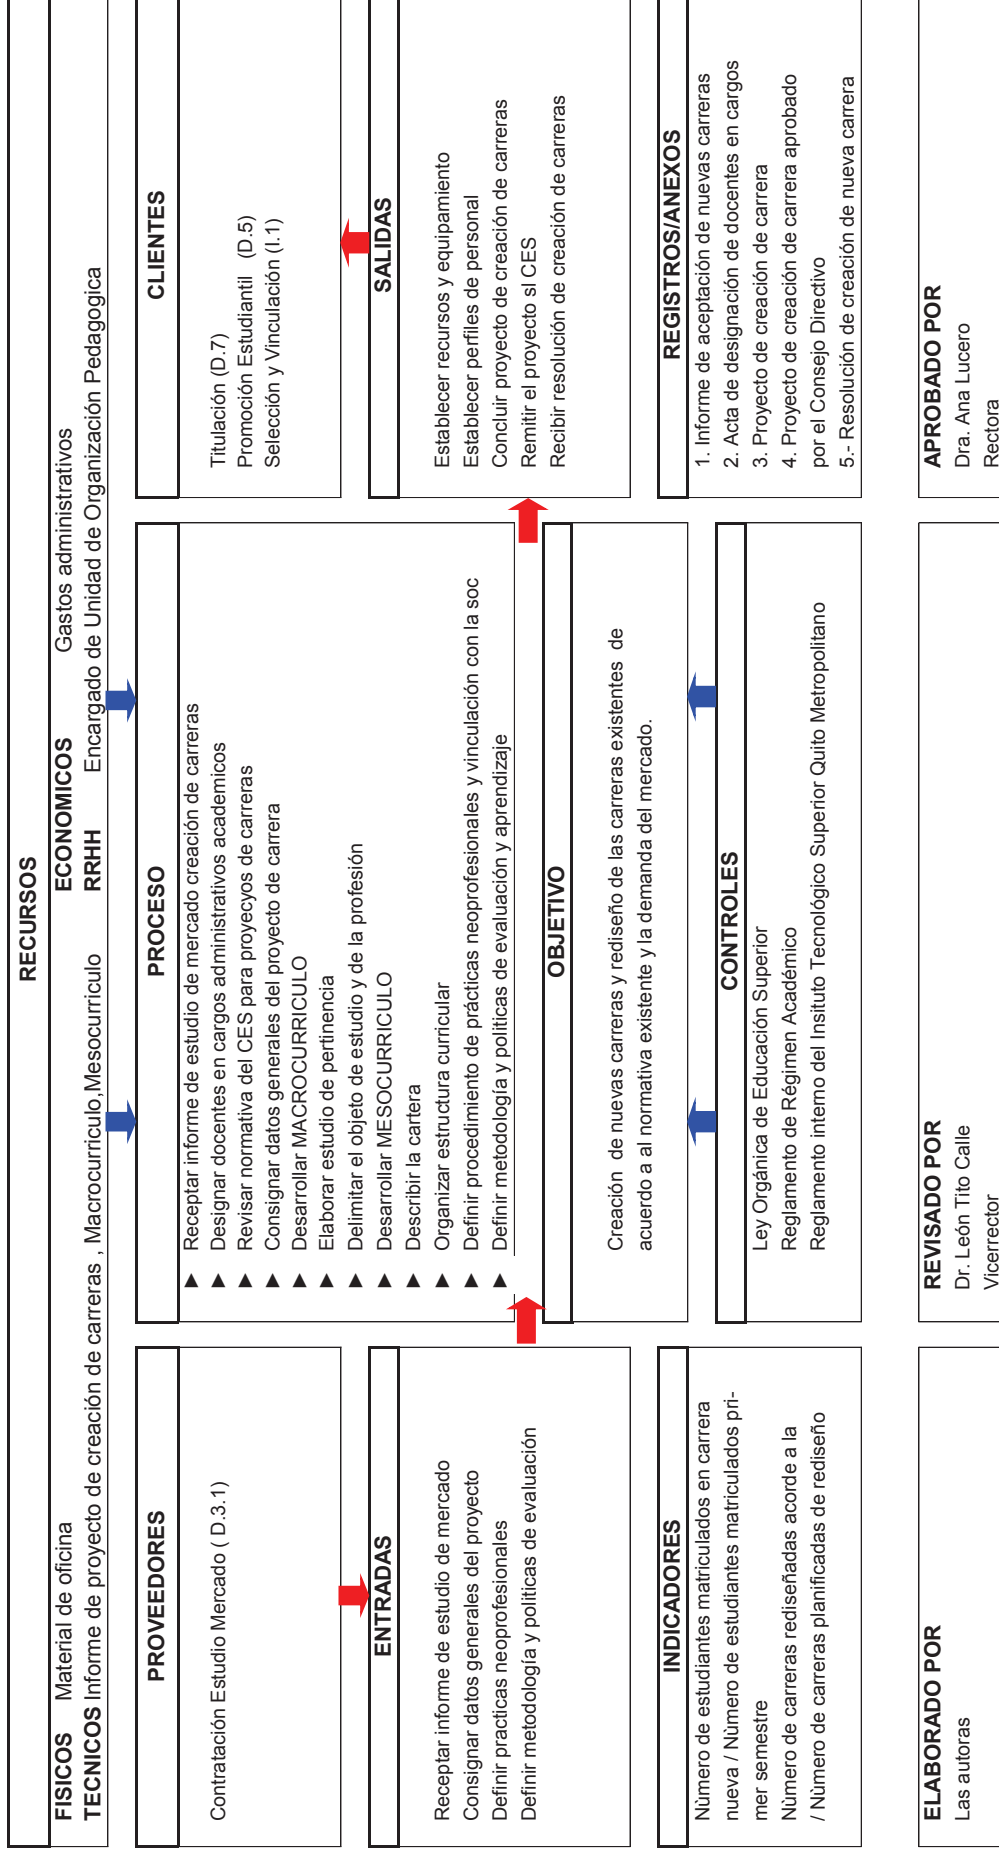 RECURSOS
FISICOS Material de oficina ECONOMICOS Gastos administrativos
TECNICOS Informe de proyecto de creación de carreras , Macrocurriculo,Mesocurriculo RRHH Encargado de Unidad de Organización Pedagogica
PROVEEDORES
Contratación Estudio Mercado ( D.3.1)
ENTRADAS
Receptar informe de estudio de mercado
Consignar datos generales del proyecto
Definir practicas neoprofesionales
Definir metodología y politicas de evaluación
INDICADORES
Nùmero de estudiantes matriculados en carrera
nueva / Nùmero de estudiantes matriculados pri-
mer semestre
Nùmero de carreras rediseñadas acorde a la
/ Nùmero de carreras planificadas de rediseño
PROCESO
Receptar informe de estudio de mercado creación de carreras
Designar docentes en cargos administrativos academicos
Revisar normativa del CES para proyecyos de carreras
Consignar datos generales del proyecto de carrera
Desarrollar MACROCURRICULO
Elaborar estudio de pertinencia
Delimitar el objeto de estudio y de la profesión
Desarrollar MESOCURRICULO
Describir la cartera
Organizar estructura curricular
Definir procedimiento de prácticas neoprofesionales y vinculación con la soc
Definir metodología y politicas de evaluación y aprendizaje
OBJETIVO
Creación de nuevas carreras y rediseño de las carreras existentes de
acuerdo a al normativa existente y la demanda del mercado.
CONTROLES
Ley Orgánica de Educación Superior
Reglamento de Régimen Académico
Reglamento interno del Insituto Tecnológico Superior Quito Metropolitano
CLIENTES
Titulación (D.7)
Promoción Estudiantil (D.5)
Selección y Vinculación (I.1)
SALIDAS
Establecer recursos y equipamiento
Establecer perfiles de personal
Concluir proyecto de creación de carreras
Remitir el proyecto sl CES
Recibir resolución de creación de carreras
REGISTROS/ANEXOS
1. Informe de aceptación de nuevas carreras
2. Acta de designación de docentes en cargos
3. Proyecto de creación de carrera
4. Proyecto de creación de carrera aprobado
por el Consejo Directivo
5.- Resolución de creación de nueva carrera
ELABORADO POR
Las autoras
REVISADO POR
Dr. León Tito Calle
Vicerrector
APROBADO POR
Dra. Ana Lucero
Rectora